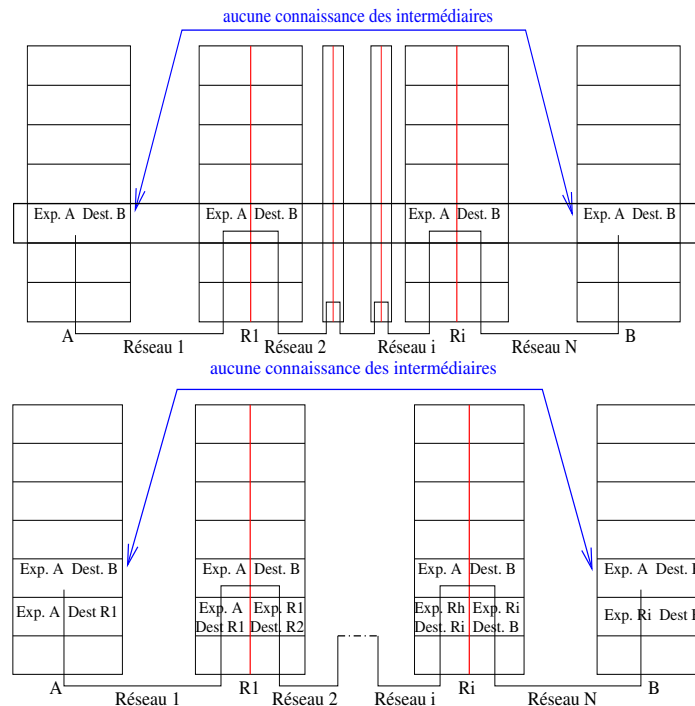 aucune connaissance des intermédiaires
Exp. A Dest. B
Exp. A Dest. B
Exp. A Dest. B
Exp. A Dest. B
A
R1
Ri
B
Réseau 1
Réseau 2
Réseau i
Réseau N
aucune connaissance des intermédiaires
Exp. A Dest. B
Exp. A Dest. B
Exp. A Dest. B
Exp. A Dest. B
Exp. A Dest R1
Exp. A Exp. R1
Dest R1 Dest. R2
Exp. Rh Exp. Ri
Dest. Ri Dest. B
Exp. Ri Dest B
A
R1
Ri
B
Réseau 1
Réseau 2
Réseau i
Réseau N